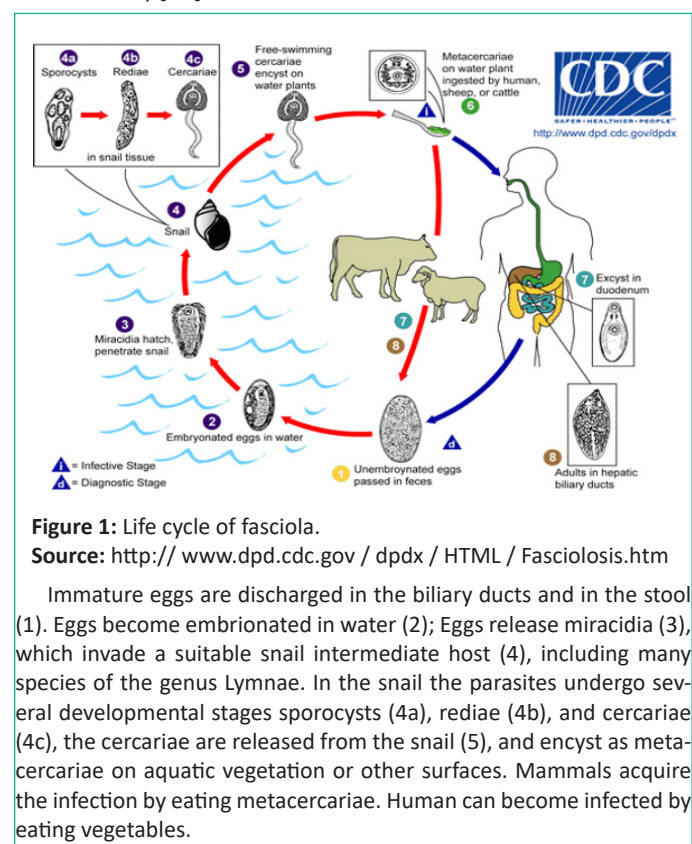 4a
4b
4c
Sporocysts
Rediae
Cercariae
in snail tissue
5
Free-swimming
cercariae
encyst on
water plants
Metacercariae
on water plant
ingested by human,
sheep, or cattle
6
i
CDC
SAFER • HEALTHIER • PEOPLE™
http://www.dpd.cdc.gov/dpdx
4
Snail
7
Excyst in
duodenum
3
Miracidia hatch,
penetrate snail
7
8
2
Embryonated eggs in water
d
8
Adults in hepatic
biliary ducts
i = Infective Stage
d = Diagnostic Stage
1
Unembroynated eggs
passed in feces
Figure 1: Life cycle of fasciola.
Source: http:// www.dpd.cdc.gov / dpdx / HTML / Fasciolosis.htm
Immature eggs are discharged in the biliary ducts and in the stool
(1). Eggs become embrionated in water (2); Eggs release miracidia (3),
which invade a suitable snail intermediate host (4), including many
species of the genus Lymnae. In the snail the parasites undergo sev-
eral developmental stages sporocysts (4a), rediae (4b), and cercariae
(4c), the cercariae are released from the snail (5), and encyst as meta-
cercariae on aquatic vegetation or other surfaces. Mammals acquire
the infection by eating metacercariae. Human can become infected by
eating vegetables.